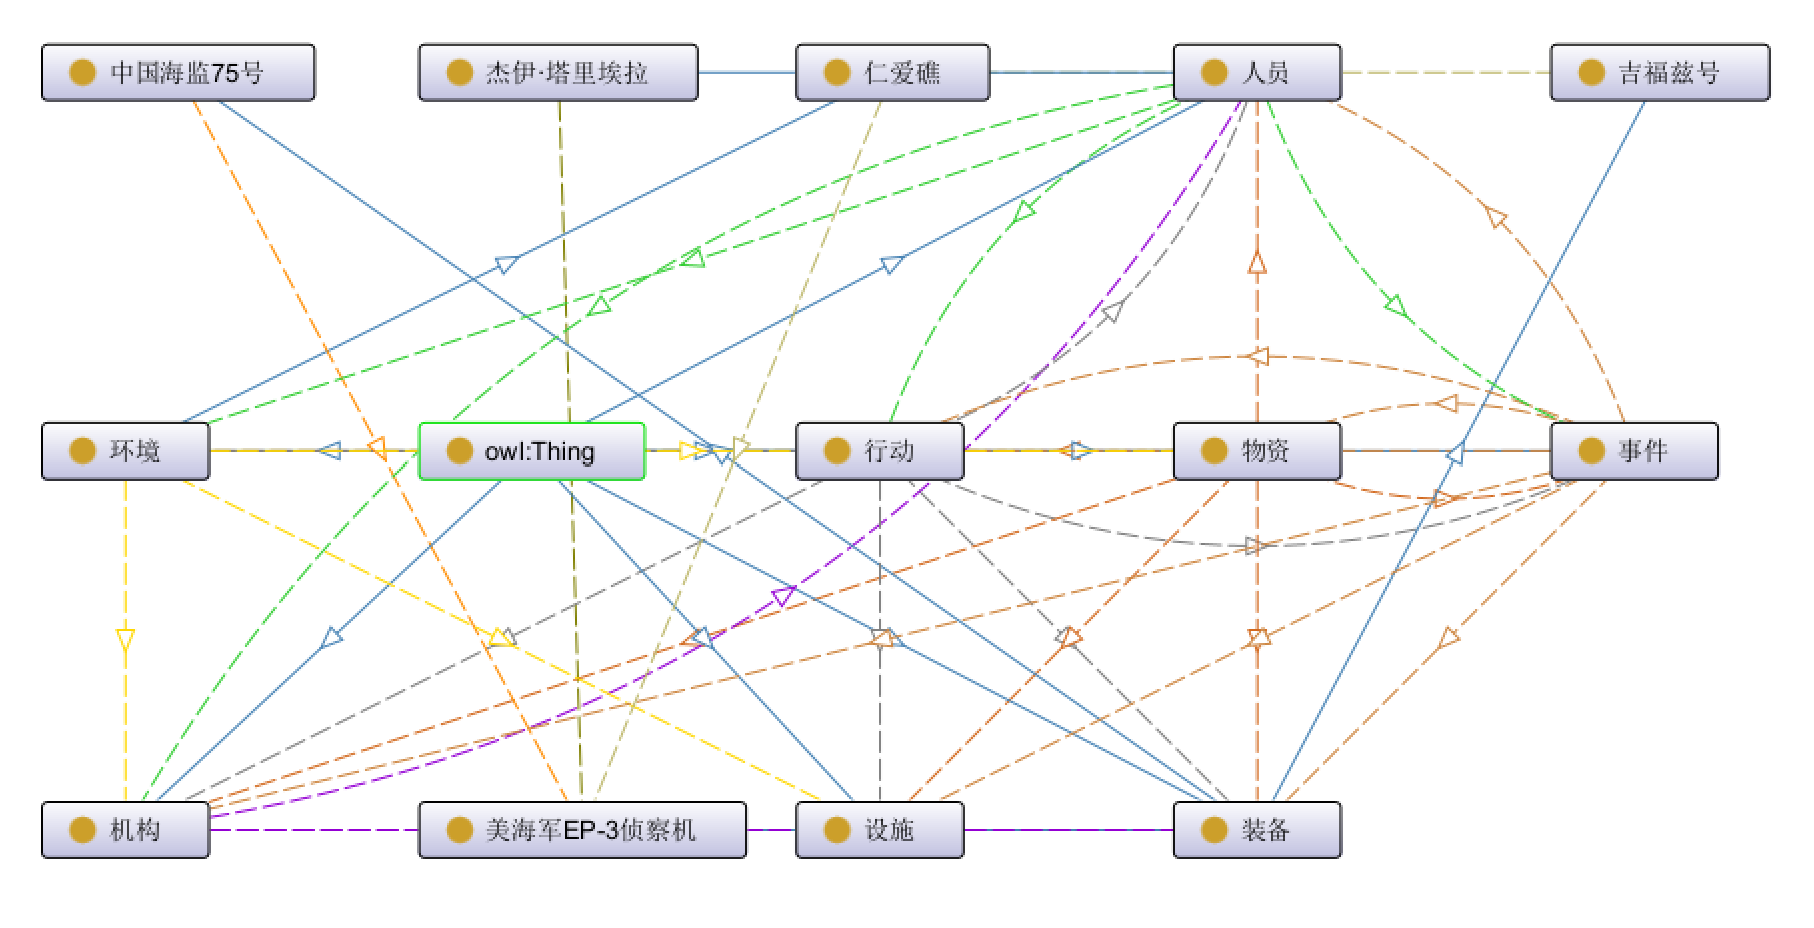 中国海监75号
杰伊·塔里埃拉
仁爱礁
人员
吉福兹号
环境
owl:Thing
行动
物资
事件
机构
美海军EP-3侦察机
设施
装备